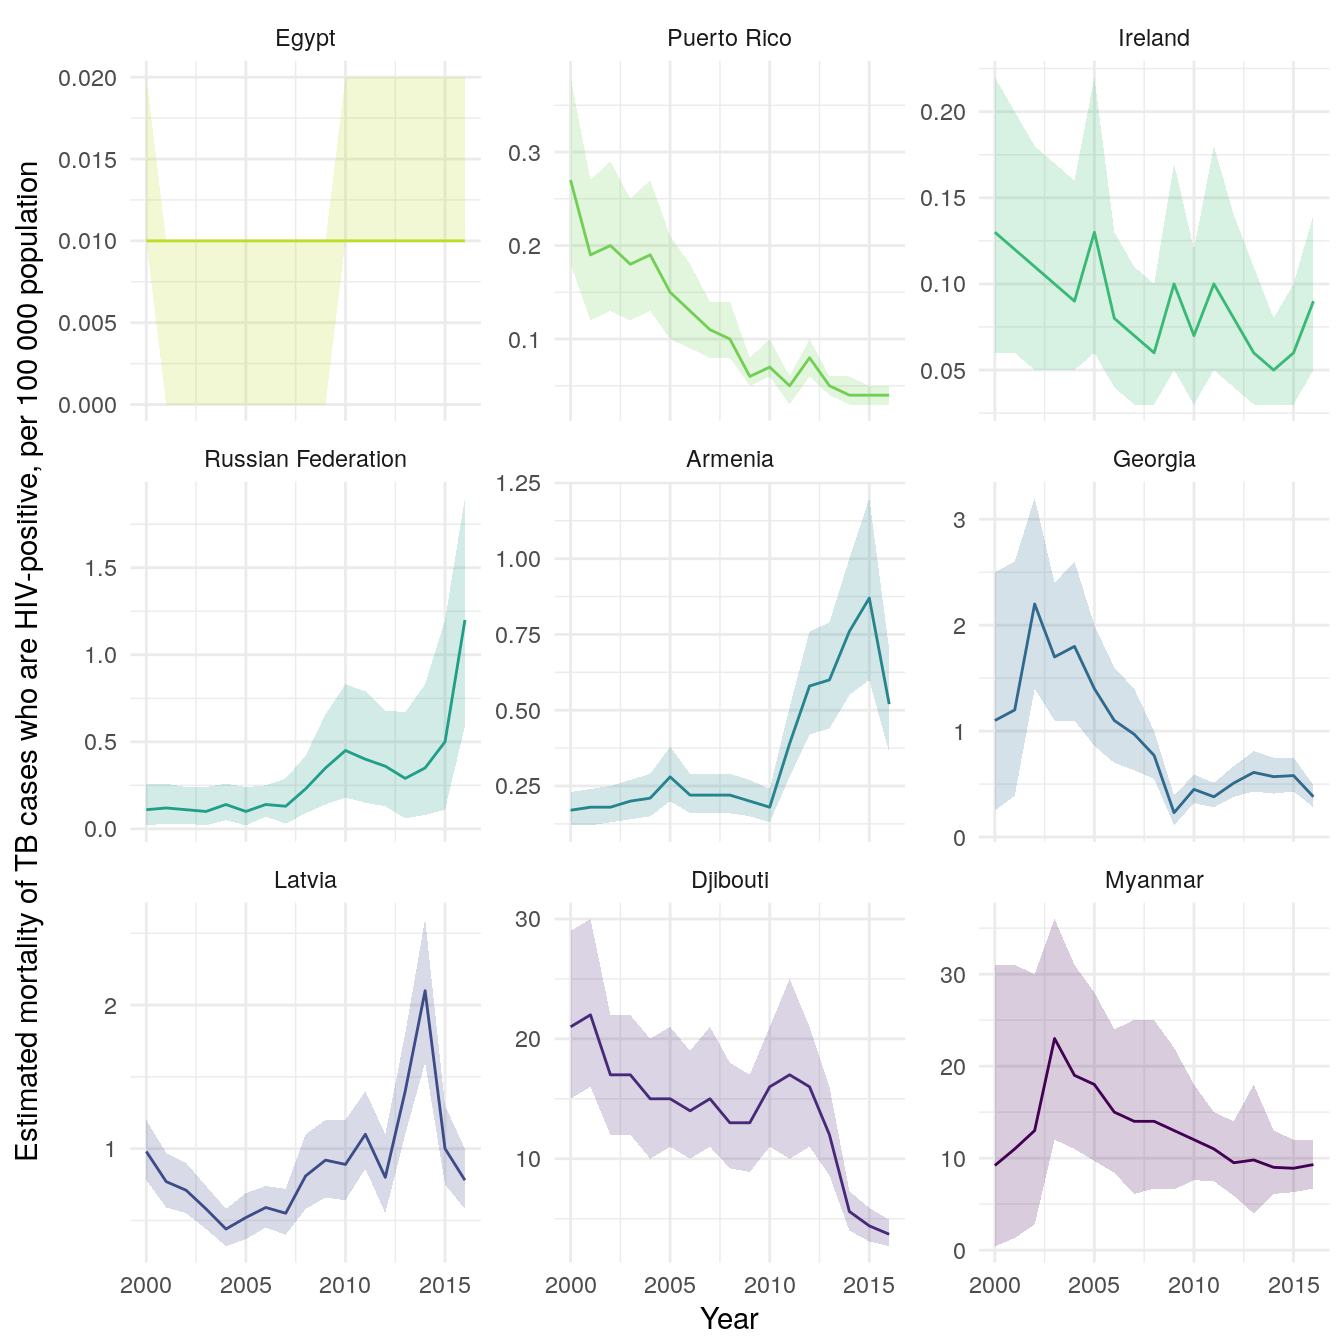 Egypt
Puerto Rico
Ireland
0.020
0.015
0.010
0.005
0.000
0.3
0.2
0.1
0.20
0.15
0.10
0.05
Russian Federation
Armenia
Georgia
1.5
1.0
0.5
0.0
1.25
1.00
0.75
0.50
0.25
3
2
1
0
Latvia
Djibouti
Myanmar
2
1
30
20
10
30
20
10
0
2000 2005 2010 2015
2000 2005 2010 2015
2000 2005 2010 2015
Year
Estimated mortality of TB cases who are HIV-positive, per 100 000 population